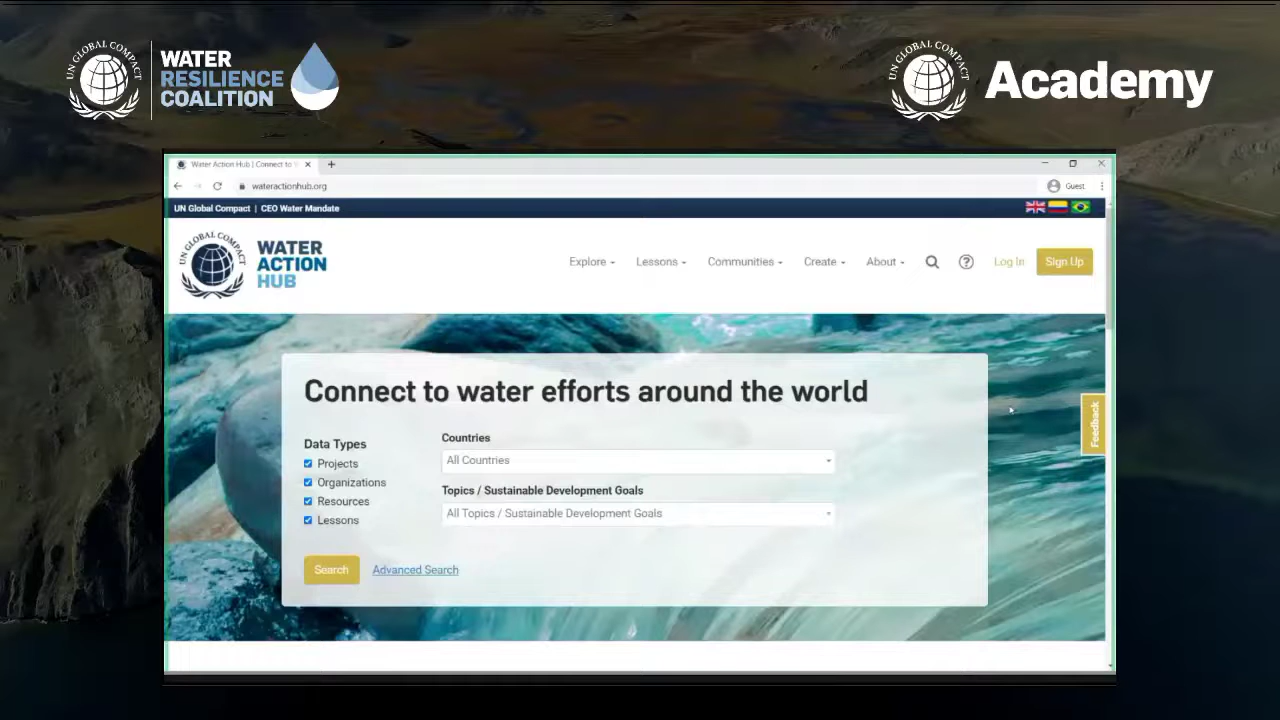 UN GLOBAL COMPACT
WATER
RESILIENCE
COALITION
UN GLOBAL COMPACT
Academy
Water Action Hub | Connect to
wateractionhub.org
Guest
UN Global Compact | CEO Water Mandate
UN GLOBAL COMPACT
WATER
ACTION
HUB
Explore
Lessons
Communities
Create
About
Log In
Sign Up
Connect to water efforts around the world
Data Types
Projects
Organizations
Resources
Lessons
Countries
All Countries
Topics / Sustainable Development Goals
All Topics / Sustainable Development Goals
Search
Advanced Search
Feedback